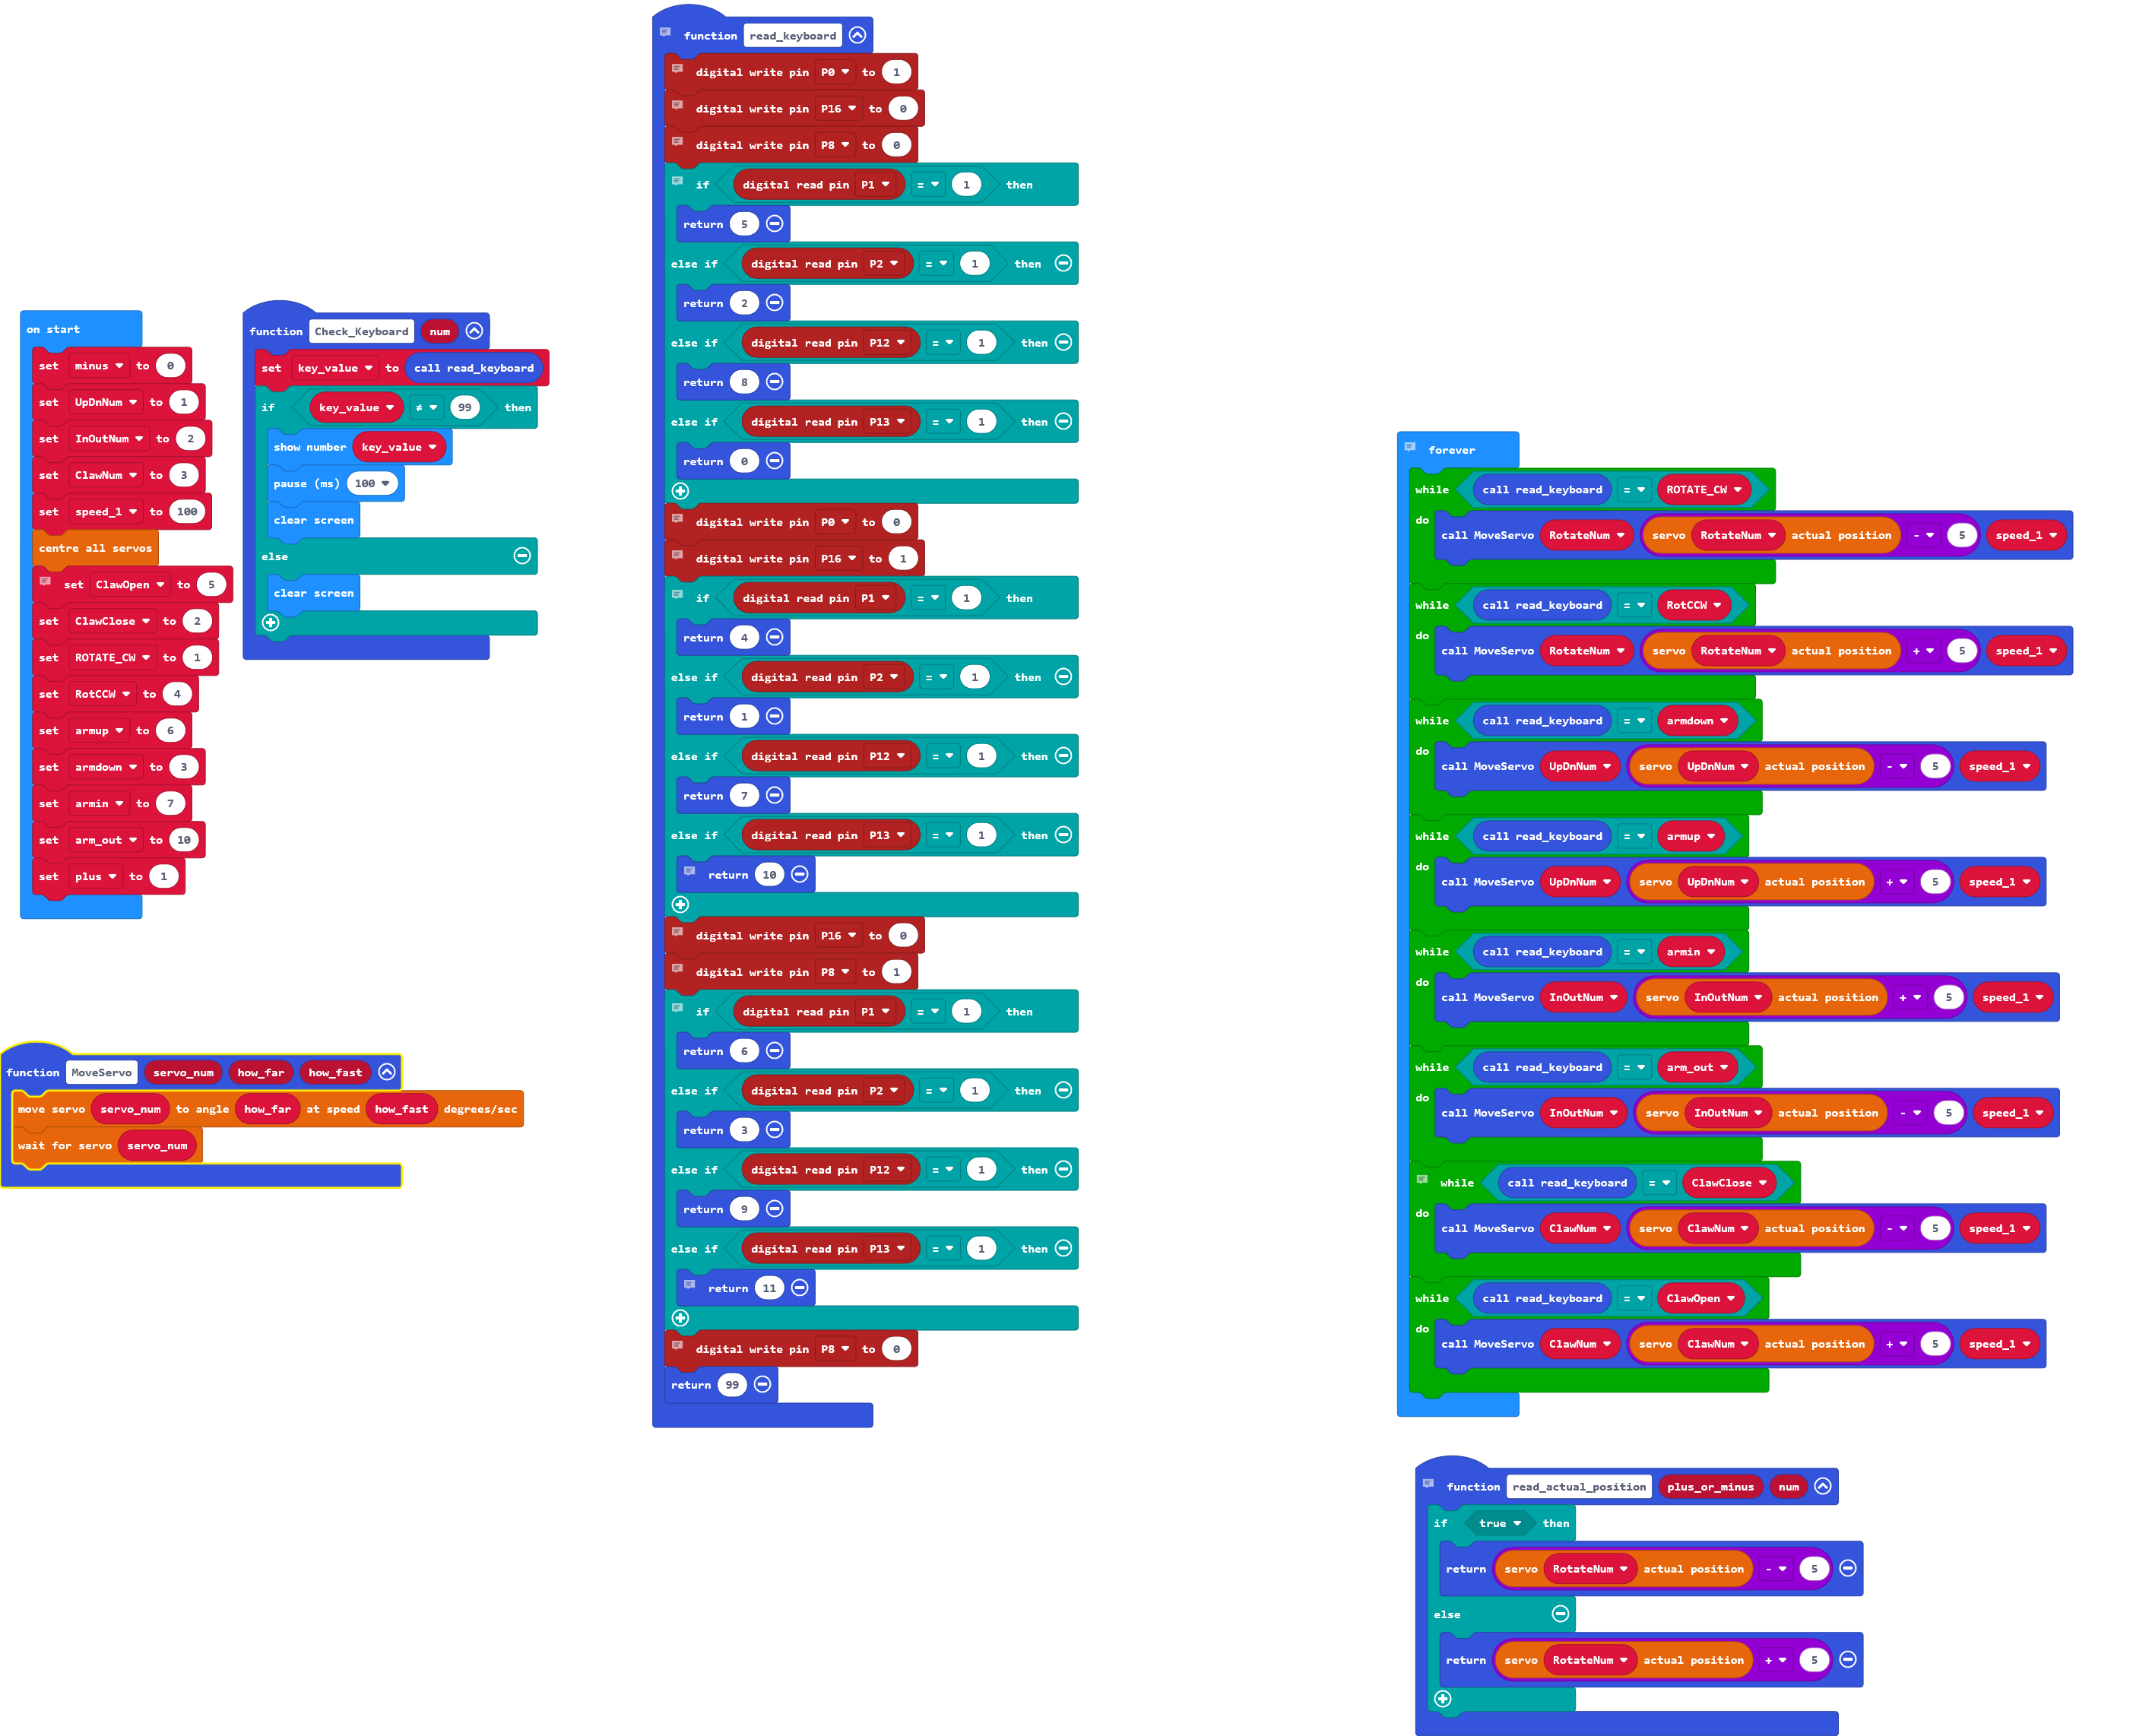 on start
set minus to 0
set UpDnNum to 1
set InOutNum to 2
set ClawNum to 3
set speed_1 to 100
centre all servos
set ClawOpen to 5
set ClawClose to 2
set ROTATE_CW to 1
set RotCCW to 4
set armup to 6
set armdown to 3
set armin to 7
set arm_out to 10
set plus to 1
function Check_Keyboard num
set key_value to call read_keyboard
if key_value ≠ 99 then
show number key_value
pause (ms) 100
clear screen
else
clear screen
function MoveServo servo_num how_far how_fast
move servo servo_num to angle how_far at speed how_fast degrees/sec
wait for servo servo_num
function read_keyboard
digital write pin P0 to 1
digital write pin P16 to 0
digital write pin P8 to 0
if digital read pin P1 = 1 then
return 5
else if digital read pin P2 = 1 then
return 2
else if digital read pin P12 = 1 then
return 8
else if digital read pin P13 = 1 then
return 0
digital write pin P0 to 0
digital write pin P16 to 1
if digital read pin P1 = 1 then
return 4
else if digital read pin P2 = 1 then
return 1
else if digital read pin P12 = 1 then
return 7
else if digital read pin P13 = 1 then
return 10
digital write pin P16 to 0
digital write pin P8 to 1
if digital read pin P1 = 1 then
return 6
else if digital read pin P2 = 1 then
return 3
else if digital read pin P12 = 1 then
return 9
else if digital read pin P13 = 1 then
return 11
digital write pin P8 to 0
return 99
forever
while call read_keyboard = ROTATE_CW
do call MoveServo RotateNum servo RotateNum actual position - 5 speed_1
while call read_keyboard = RotCCW
do call MoveServo RotateNum servo RotateNum actual position + 5 speed_1
while call read_keyboard = armdown
do call MoveServo UpDnNum servo UpDnNum actual position - 5 speed_1
while call read_keyboard = armup
do call MoveServo UpDnNum servo UpDnNum actual position + 5 speed_1
while call read_keyboard = armin
do call MoveServo InOutNum servo InOutNum actual position + 5 speed_1
while call read_keyboard = arm_out
do call MoveServo InOutNum servo InOutNum actual position - 5 speed_1
while call read_keyboard = ClawClose
do call MoveServo ClawNum servo ClawNum actual position - 5 speed_1
while call read_keyboard = ClawOpen
do call MoveServo ClawNum servo ClawNum actual position + 5 speed_1
function read_actual_position plus_or_minus num
if true then
return servo RotateNum actual position - 5
else
return servo RotateNum actual position + 5